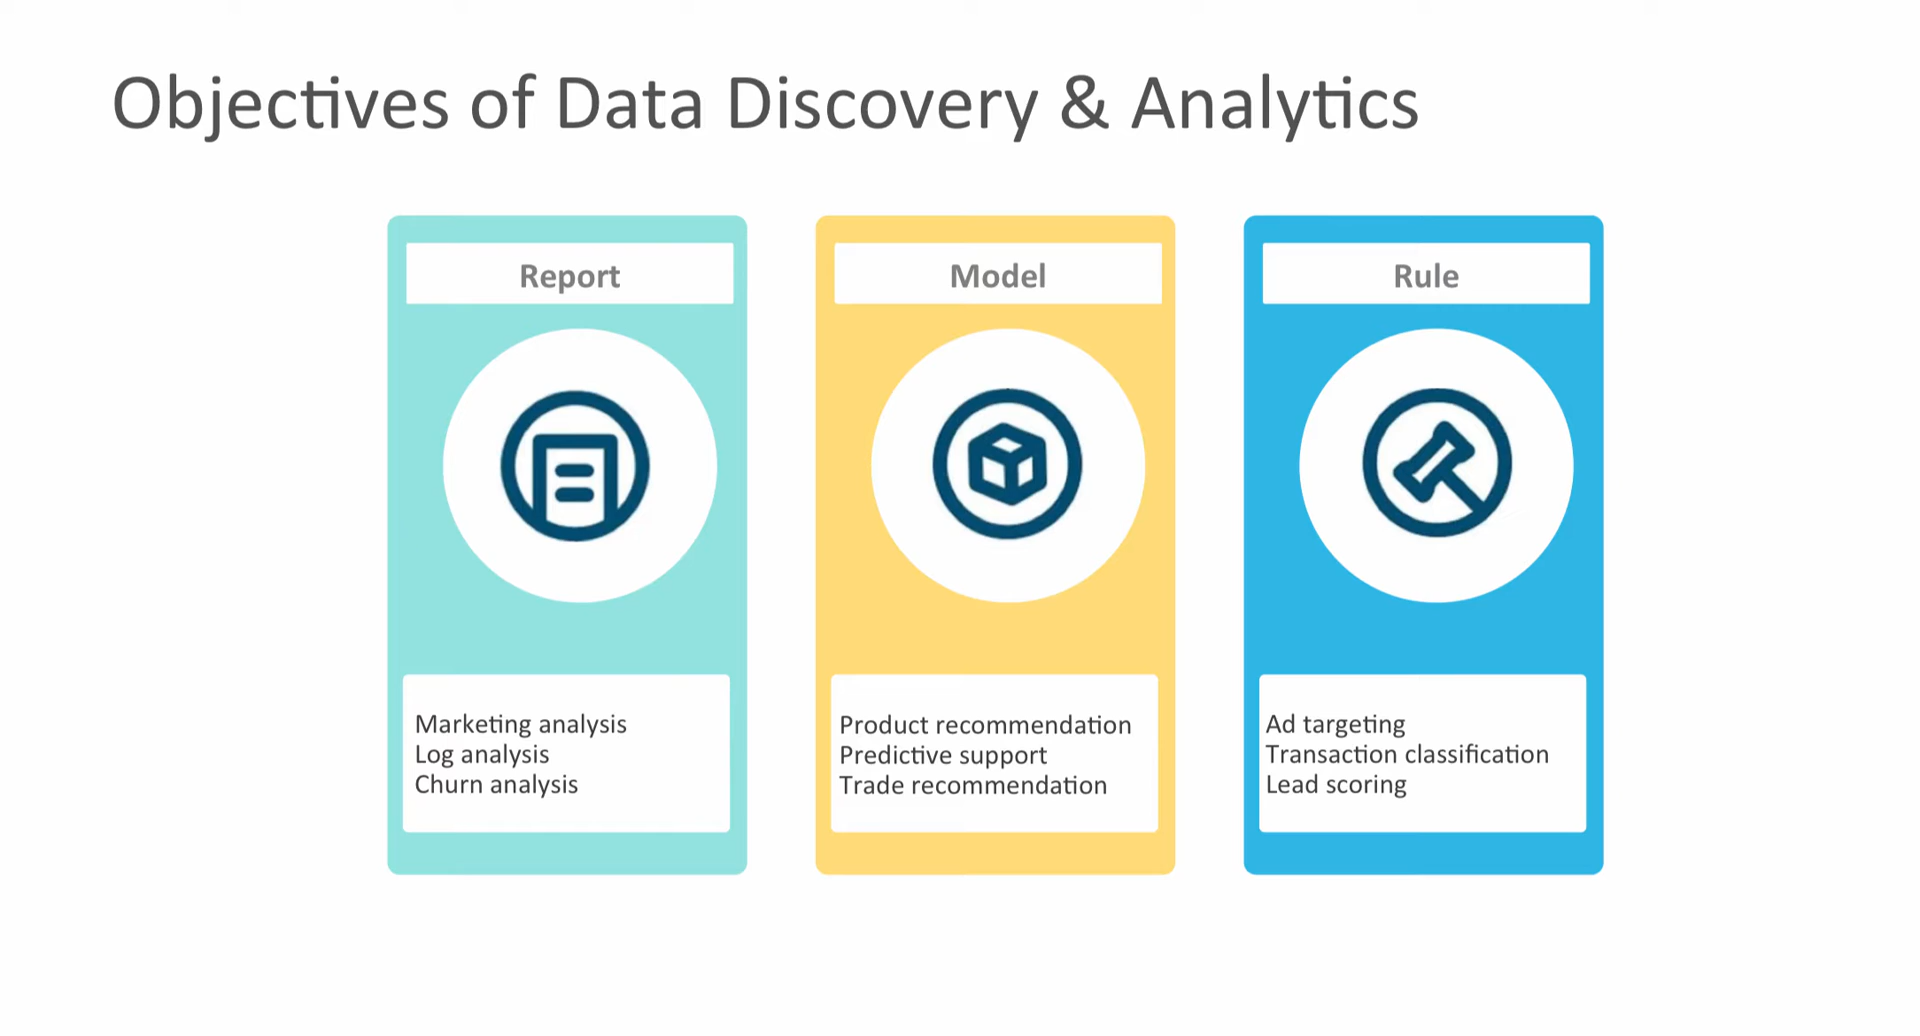 Objectives of Data Discovery & Analytics
Report
Marketing analysis
Log analysis
Churn analysis
Model
Product recommendation
Predictive support
Trade recommendation
Rule
Ad targeting
Transaction classification
Lead scoring